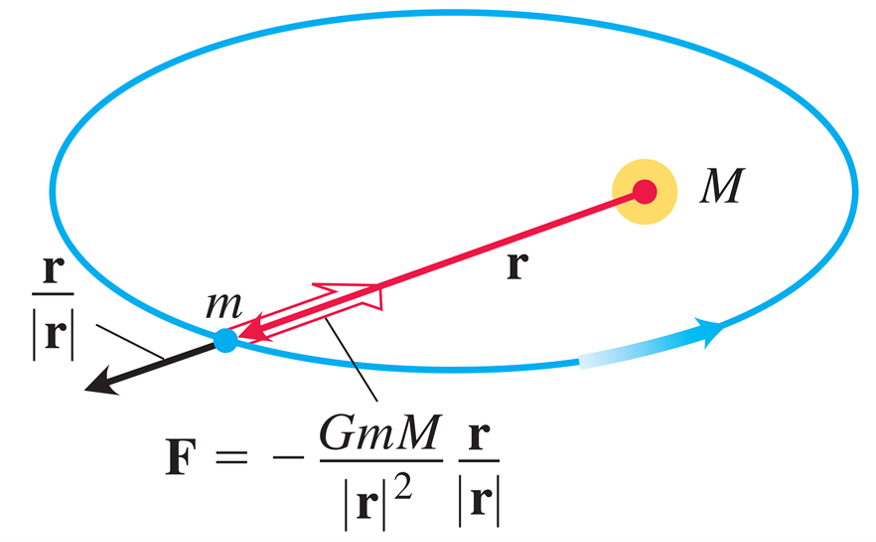 M
r
r/|r|
m
F = − GmM/|r|² r/|r|